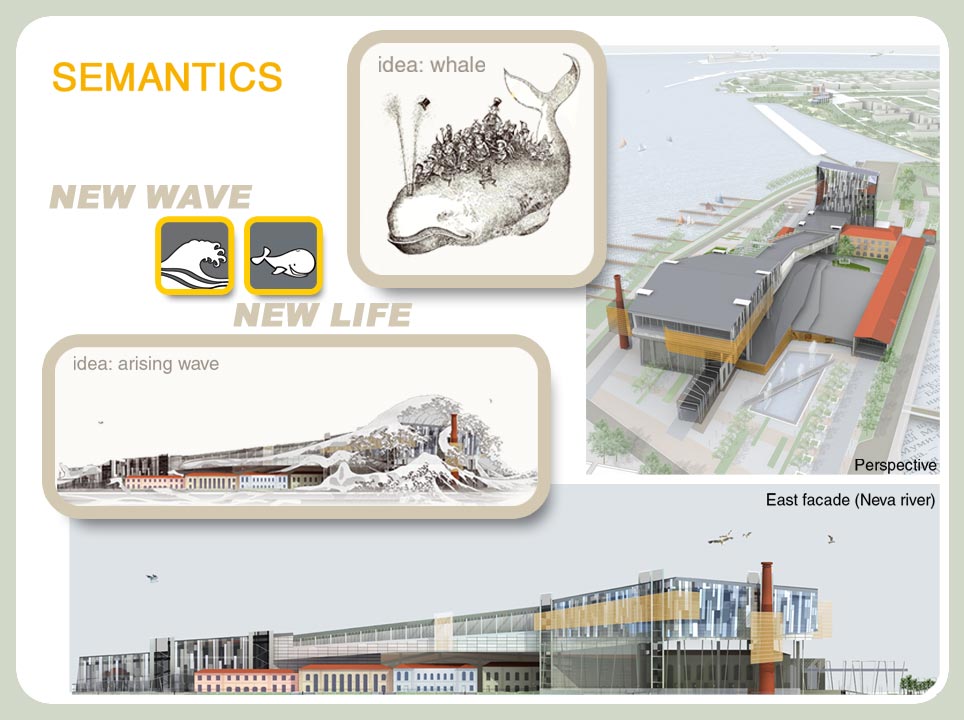 SEMANTICS
idea: whale
NEW WAVE
NEW LIFE
idea: arising wave
Perspective
East facade (Neva river)